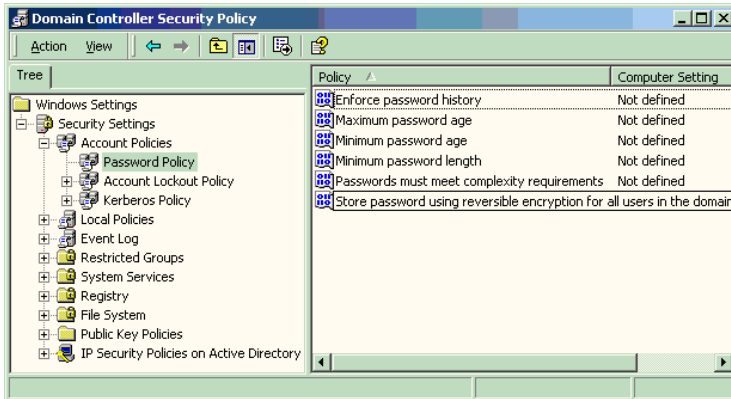 Domain Controller Security Policy
Action View
Tree
Policy Computer Setting
Windows Settings
Security Settings
Account Policies
Password Policy
Account Lockout Policy
Kerberos Policy
Local Policies
Event Log
Restricted Groups
System Services
Registry
File System
Public Key Policies
IP Security Policies on Active Directory
Enforce password history Not defined
Maximum password age Not defined
Minimum password age Not defined
Minimum password length Not defined
Passwords must meet complexity requirements Not defined
Store password using reversible encryption for all users in the domain